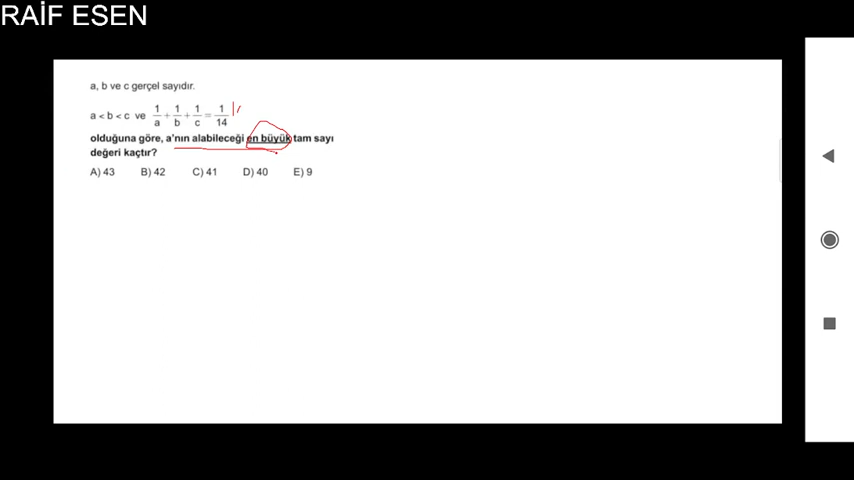 RAİF ESEN
a, b ve c gerçel sayıdır.
a < b < c ve 1/a + 1/b + 1/c = 1/14
olduğuna göre, a'nın alabileceği en büyük tam sayı
değeri kaçtır?
A) 43 B) 42 C) 41 D) 40 E) 9